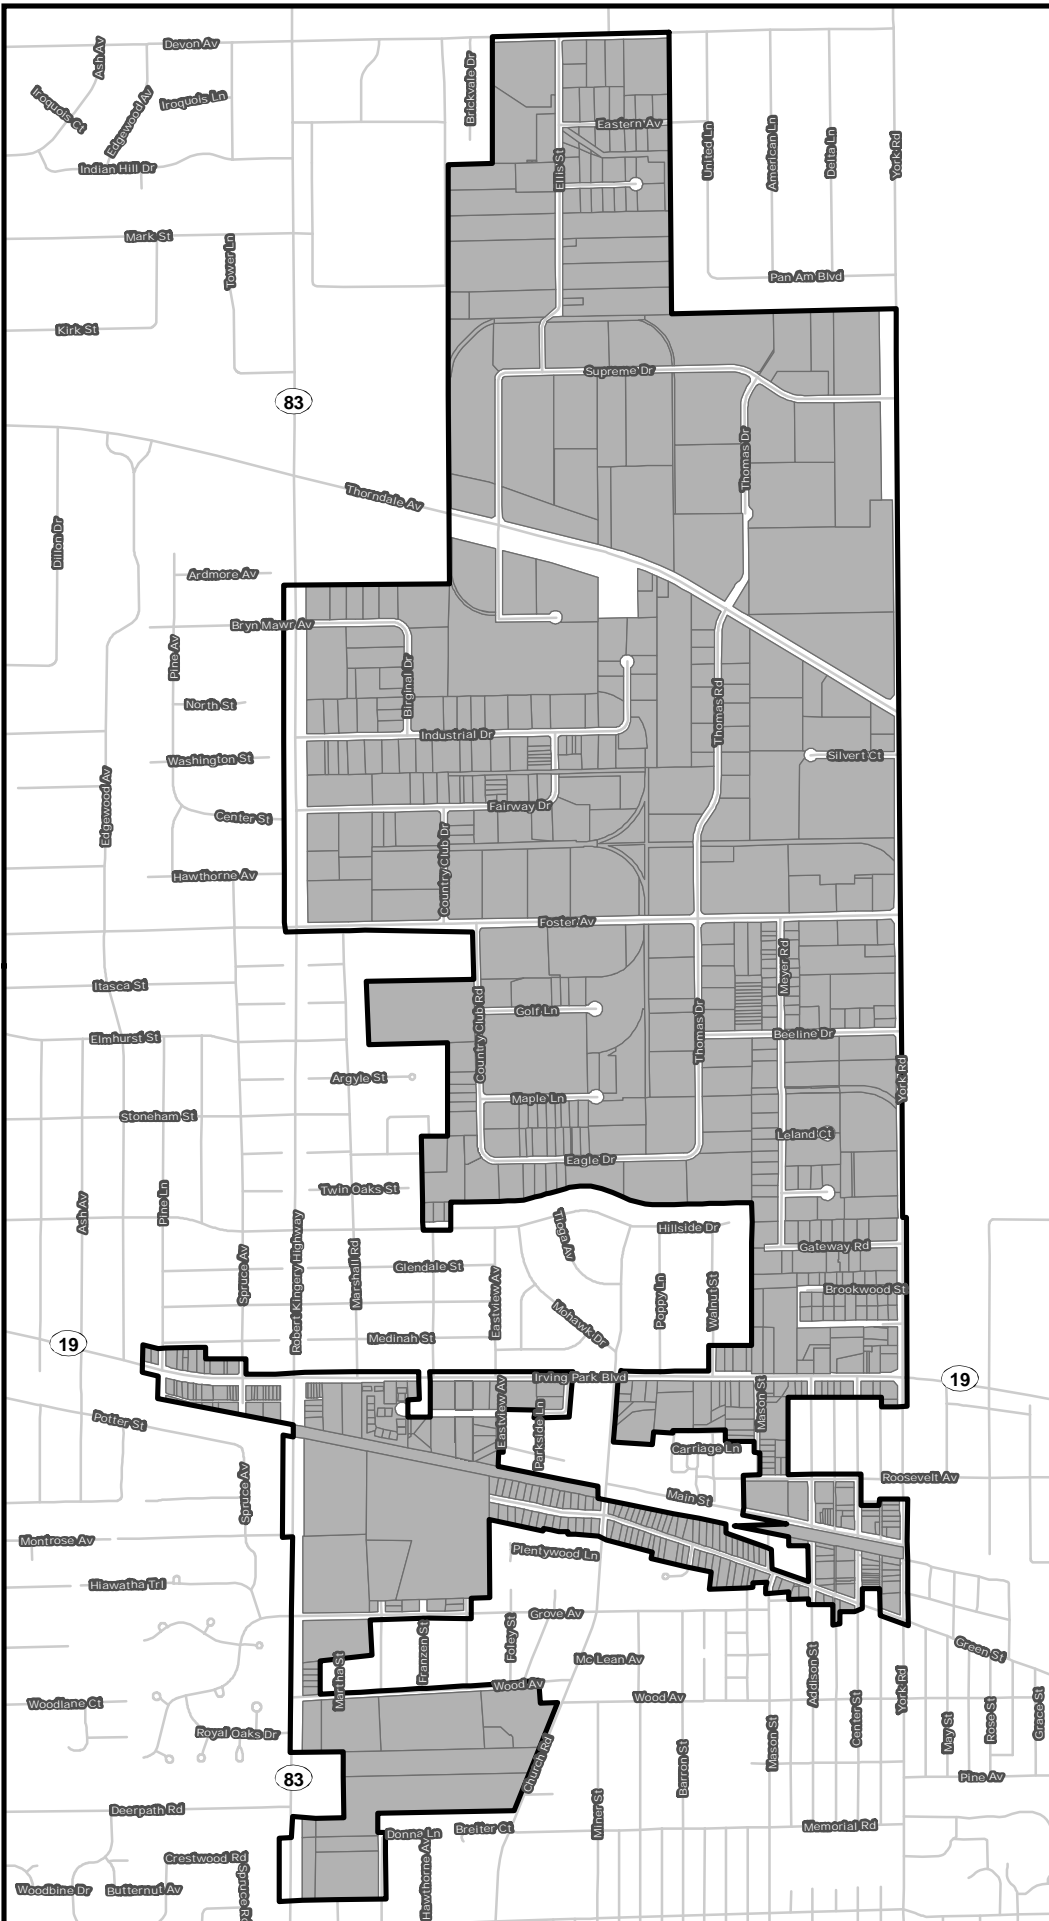 Devon Av
Ash Av
Brickvale Dr
Iroquois Ct
Edgewood Av
Iroquois Ln
Eastern Av
United Ln
American Ln
Delta Ln
York Rd
Indian Hill Dr
Ellis St
Mark St
Tower Ln
Pan Am Blvd
Kirk St
Supreme Dr
83
Thomas Dr
Thorndale Av
Dillon Dr
Ardmore Av
Bryn Mawr Av
Pine Av
Birginal Dr
North St
Thomas Rd
Industrial Dr
Washington St
Silvert Ct
Edgewood Av
Fairway Dr
Center St
Country Club Dr
Hawthorne Av
Foster Av
Meyer Rd
Itasca St
Golf Ln
Country Club Rd
Thomas Dr
Elmhurst St
Beeline Dr
Argyle St
York Rd
Maple Ln
Stoneham St
Leland Ct
Eagle Dr
Twin Oaks St
Ash Av
Pine Ln
Tioga Av
Hillside Dr
Gateway Rd
Spruce Av
Robert Kingery Highway
Marshall Rd
Glendale St
Eastview Av
Poppy Ln
Walnut St
Brookwood St
Mohawk Dr
Medinah St
19
Irving Park Blvd
19
Mason St
Eastview Av
Parkside Ln
Potter St
Carriage Ln
Roosevelt Av
Spruce Av
Main St
Montrose Av
Plentywood Ln
Hiawatha Trl
Grove Av
Foley St
Franzen St
Green St
Mc Lean Av
Martha St
Addison St
Wood Av
Wood Av
York Rd
Woodlane Ct
Center St
Grace St
Rose St
May St
Royal Oaks Dr
Mason St
Church Rd
Barron St
83
Pine Av
Deerpath Rd
Milner St
Memorial Rd
Donna Ln
Breiter Ct
Crestwood Rd
Hawthorne Av
Spruce Rd
Woodbine Dr
Butternut Av